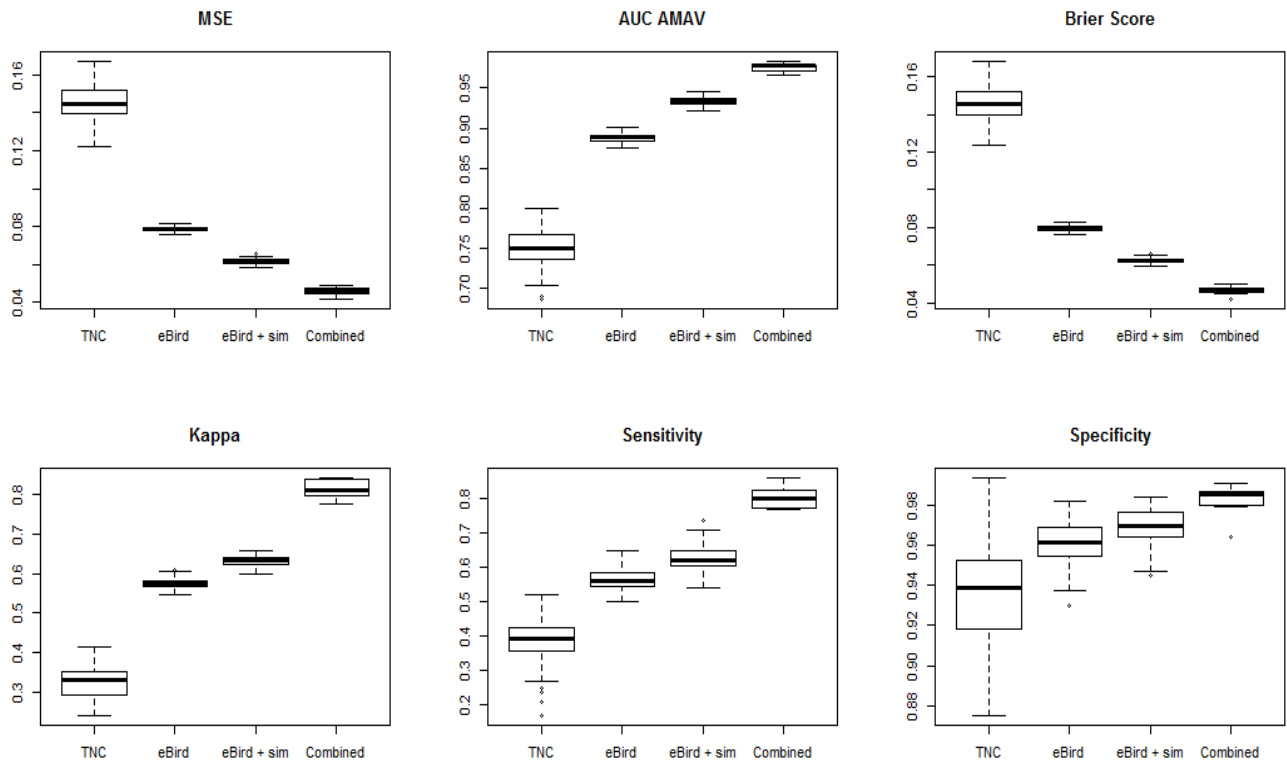 MSE
0.16
0.12
0.08
0.04
TNC eBird eBird + sim Combined
AUC AMAV
0.95
0.90
0.85
0.80
0.75
0.70
TNC eBird eBird + sim Combined
Brier Score
0.16
0.12
0.08
0.04
TNC eBird eBird + sim Combined
Kappa
0.8
0.7
0.6
0.5
0.4
0.3
TNC eBird eBird + sim Combined
Sensitivity
0.8
0.7
0.6
0.5
0.4
0.3
0.2
TNC eBird eBird + sim Combined
Specificity
0.98
0.96
0.94
0.92
0.90
0.88
TNC eBird eBird + sim Combined